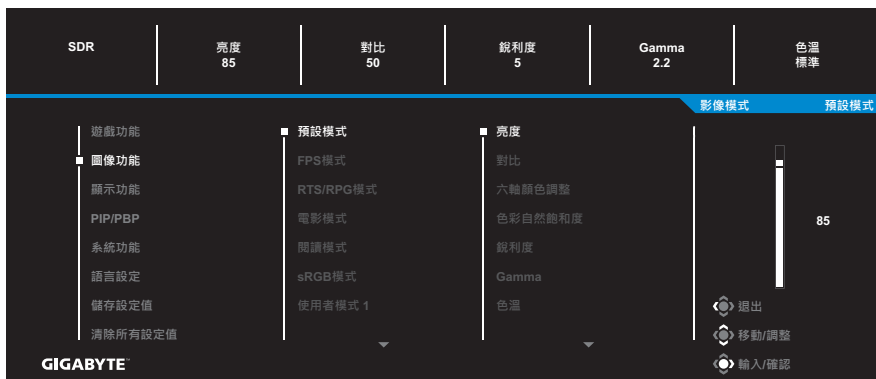 SDR 亮度 對比 銳利度 Gamma 色溫
85 50 5 2.2 標準
影像模式 預設模式
遊戲功能 預設模式 亮度
圖像功能 FPS模式 對比
顯示功能 RTS/RPG模式 六軸顏色調整
PIP/PBP 電影模式 色彩自然飽和度
85
系統功能 閱讀模式 銳利度
語言設定 sRGB模式 Gamma
儲存設定值 使用者模式 1 色溫
退出
清除所有設定值
移動/調整
GIGABYTE™
輸入/確認